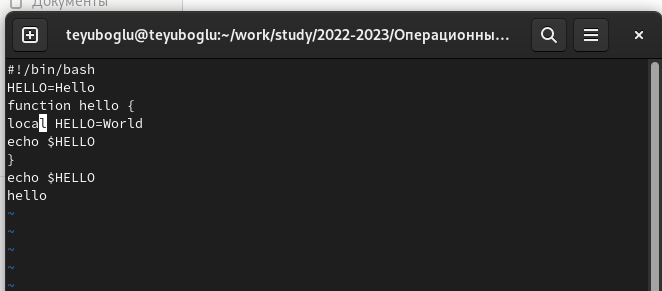 Документы
teyuboglu@teyuboglu:~/work/study/2022-2023/Операционны...
#!/bin/bash
HELLO=Hello
function hello {
local HELLO=World
echo $HELLO
}
echo $HELLO
hello
~
~
~
~
~